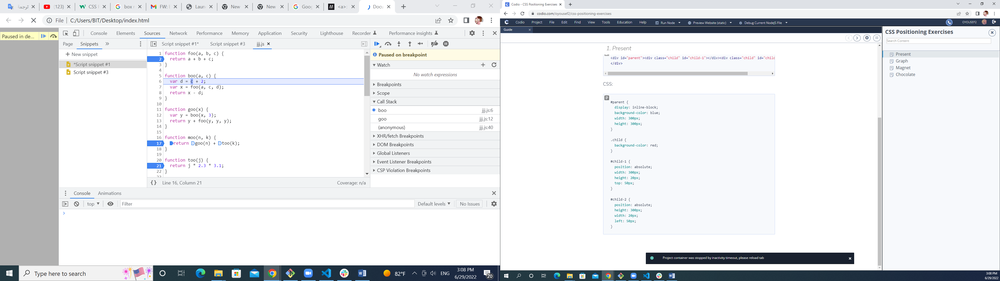 ترجمة
(123)
CSS
box r
FW: E
Laun
New
New
Goog
<a>:
Docu
File
C:/Users/BIT/Desktop/index.html
Paused in de...
Console
Elements
Sources
Network
Performance
Memory
Application
Security
Lighthouse
Recorder
Performance insights
Page
Snippets
Script snippet #1*
Script snippet #3
jjj.js
New snippet
*Script snippet #1
Script snippet #3
1 function foo(a, b, c) {
2 return a + b + c;
3 }
4
5 function boo(a, c) {
6 var d = c + 2;
7 var x = foo(a, c, d);
8 return x - d;
9 }
10
11 function goo(x) {
12 var y = boo(x, 3);
13 return y + foo(y, y, y);
14 }
15
16 function moo(n, k) {
17 return goo(n) + too(k);
18 }
19
20 function too(j) {
21 return j * 2.3 * 3.1;
22 }
23
{ } Line 16, Column 21
Coverage: n/a
Paused on breakpoint
Watch
No watch expressions
Breakpoints
Scope
Call Stack
boo jjj.js:6
goo jjj.js:12
(anonymous) jjj.js:40
XHR/fetch Breakpoints
DOM Breakpoints
Global Listeners
Event Listener Breakpoints
CSP Violation Breakpoints
Console
Animations
top
Filter
Default levels
No Issues
Type here to search
82°F
ENG
3:08 PM
6/29/2022
20
Codio - CSS Positioning Exercises
codio.com/oyousef2/css-positioning-exercises
Codio
Project
File
Edit
Find
View
Tools
Education
Help
Run Node
Preview Website (static)
Debug Current NodeJS File
OYOUSEF2
Guide
1. Present
<div id="parent"><div class="child" id="child-1"></div><div class="child" id="child
</div>
CSS:
#parent {
display: inline-block;
background-color: blue;
width: 300px;
height: 300px;
}
.child {
background-color: red;
}
#child-1 {
position: absolute;
width: 300px;
height: 20px;
top: 50px;
}
#child-2 {
position: absolute;
height: 300px;
width: 20px;
left: 50px;
}
Project container was stopped by inactivity timeout, please reload tab
CSS Positioning Exercises
Search Content
Present
Graph
Magnet
Chocolate
3:08 PM
6/29/2022